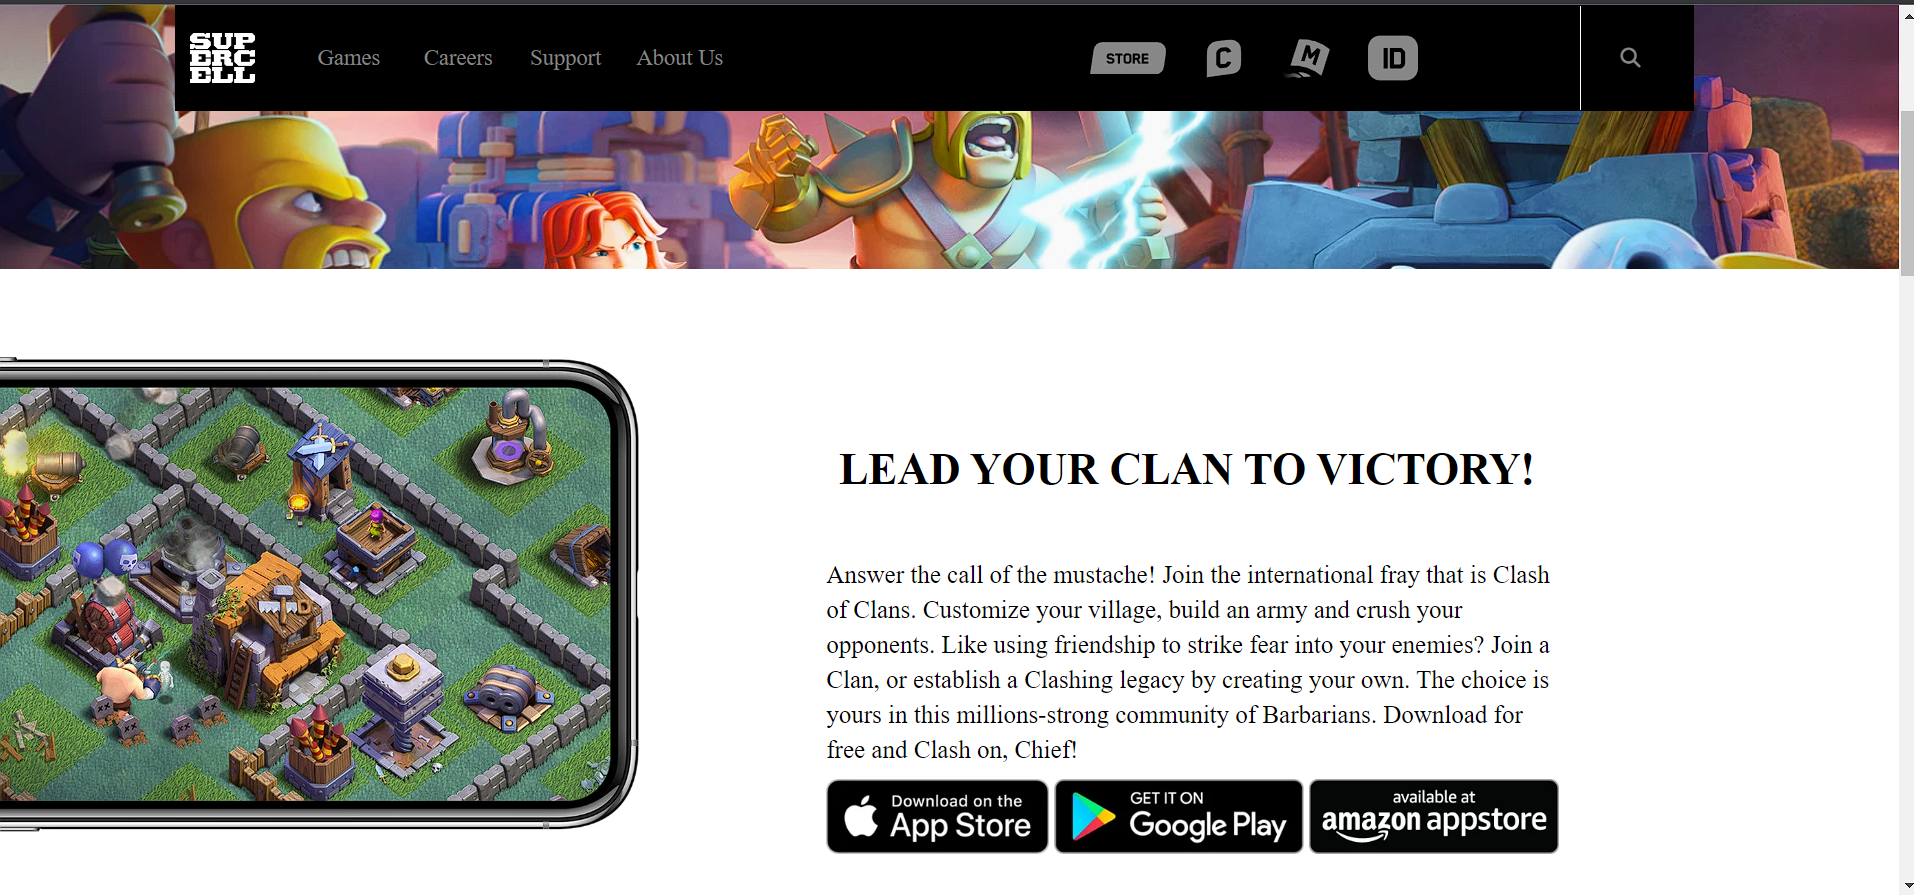 SUP
ERC
ELL
Games Careers Support About Us STORE C M ID
LEAD YOUR CLAN TO VICTORY!
Answer the call of the mustache! Join the international fray that is Clash
of Clans. Customize your village, build an army and crush your
opponents. Like using friendship to strike fear into your enemies? Join a
Clan, or establish a Clashing legacy by creating your own. The choice is
yours in this millions-strong community of Barbarians. Download for
free and Clash on, Chief!
Download on the
App Store
GET IT ON
Google Play
available at
amazon appstore